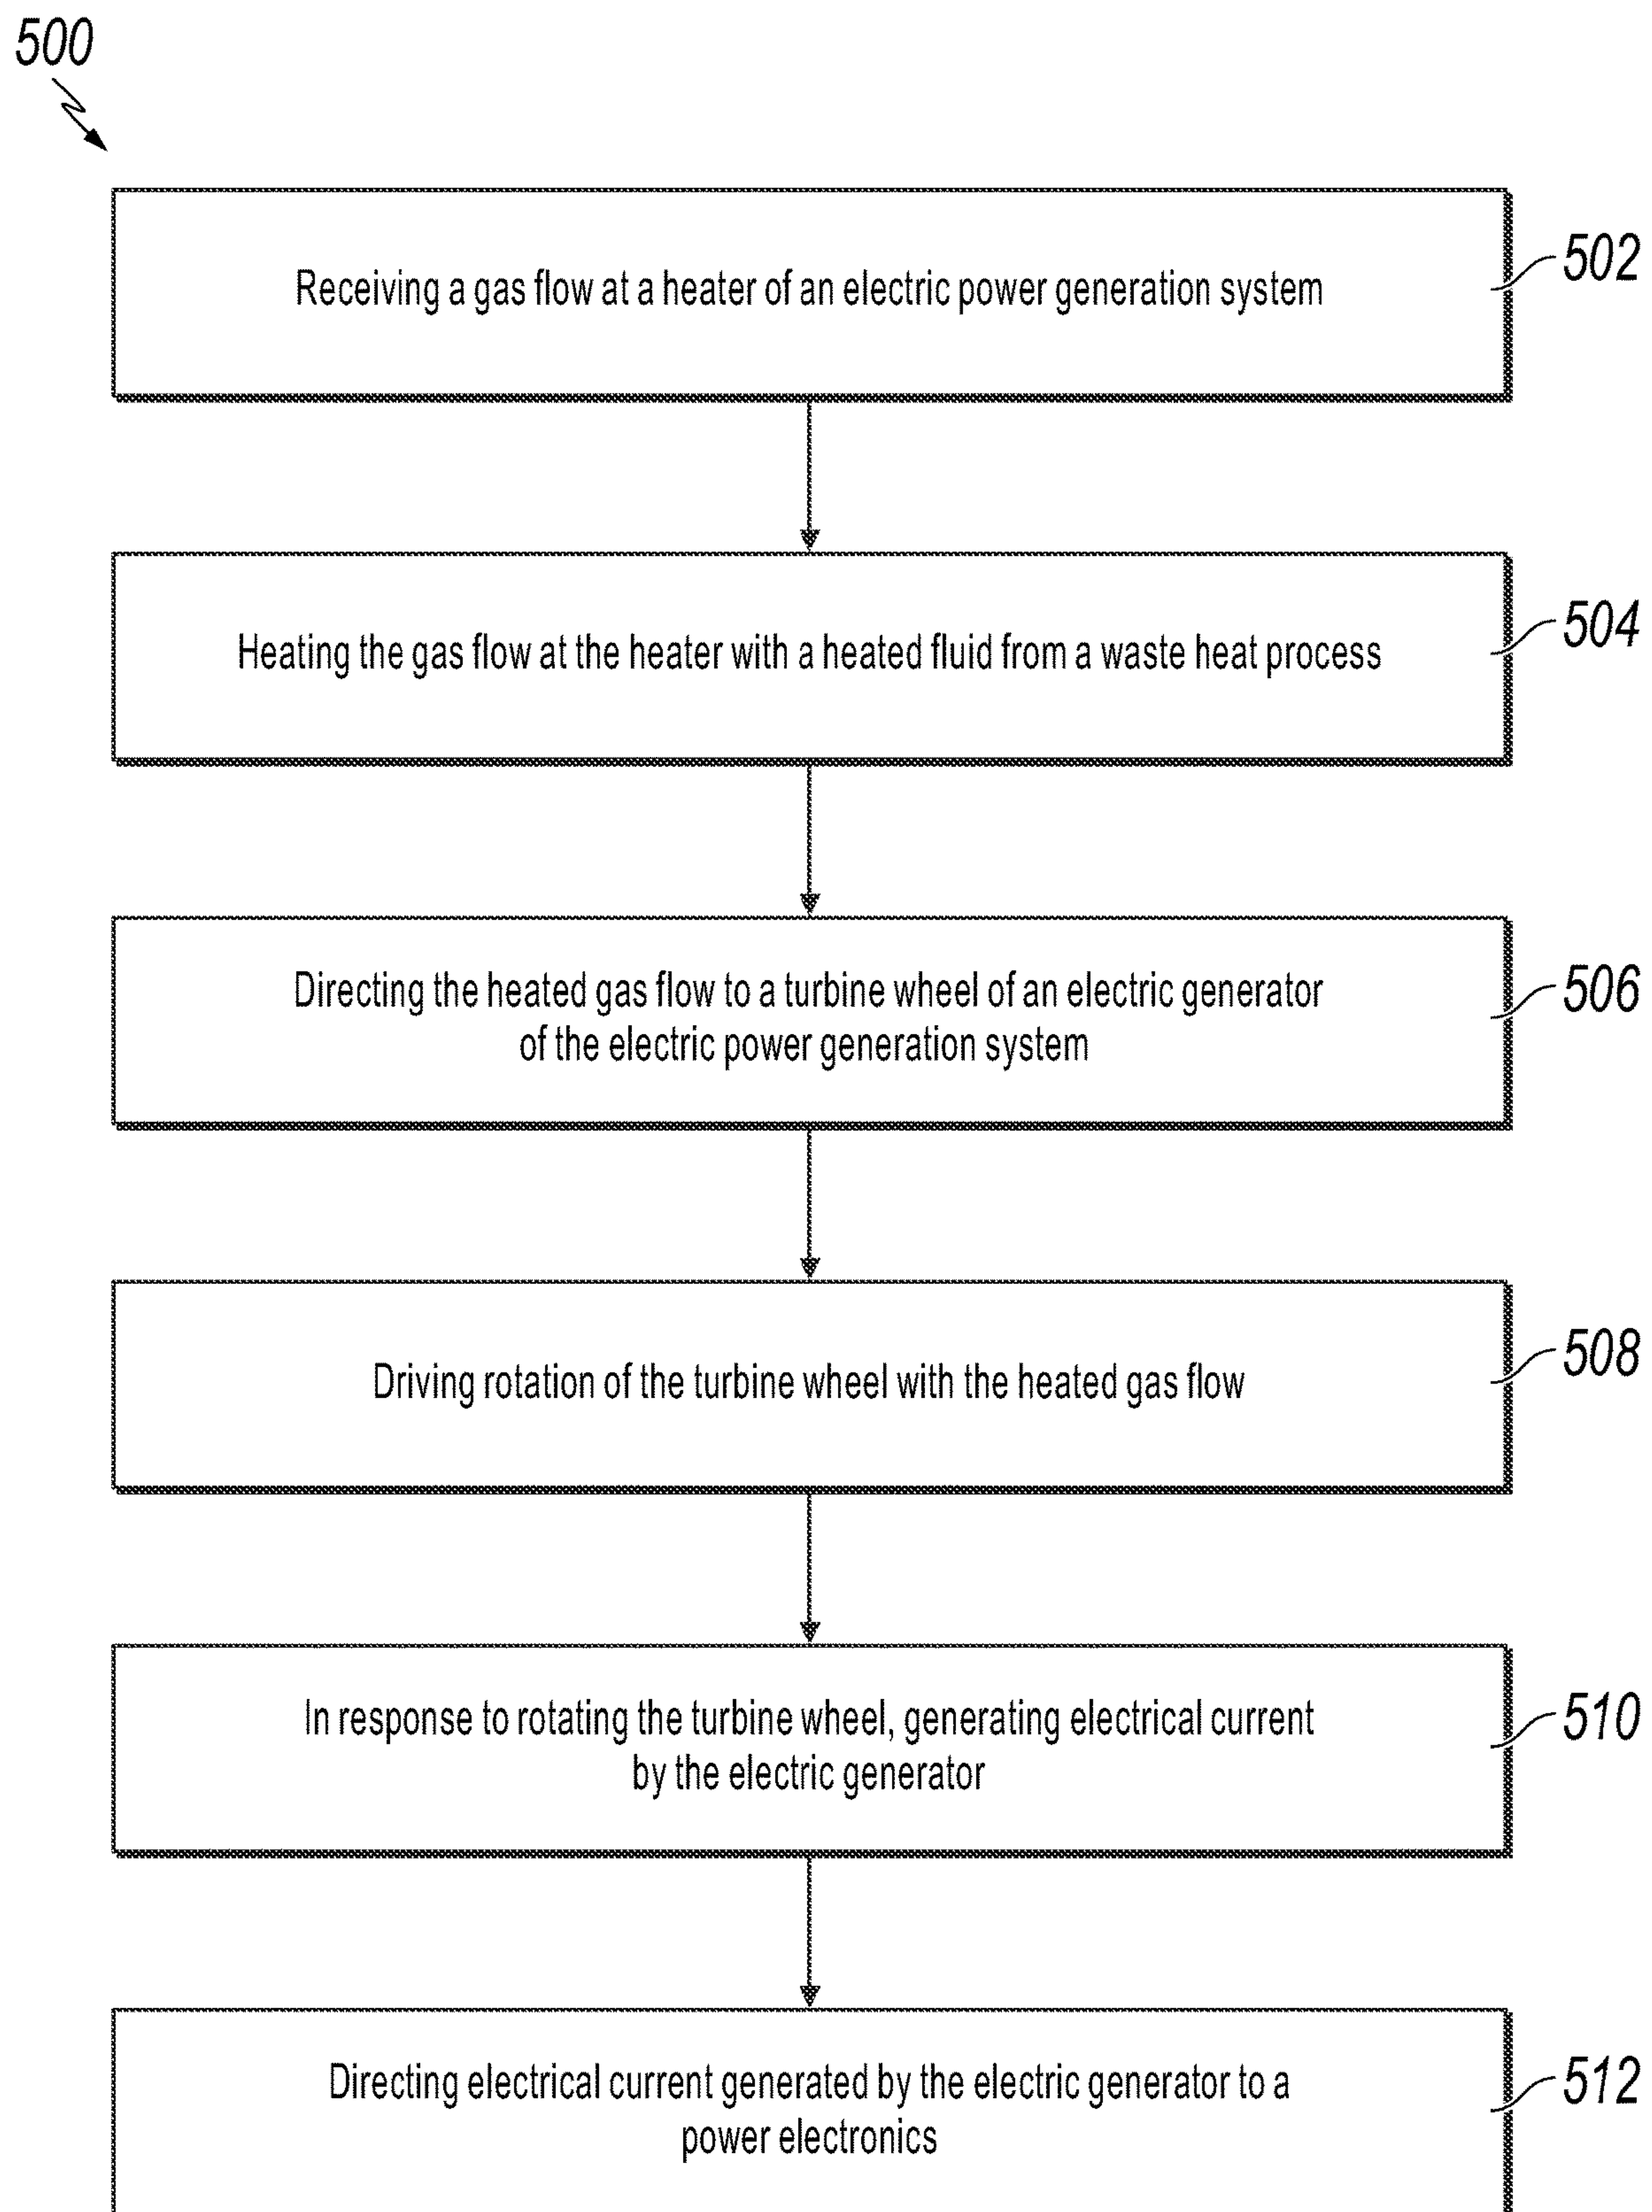 500
Receiving a gas flow at a heater of an electric power generation system
502
Heating the gas flow at the heater with a heated fluid from a waste heat process
504
Directing the heated gas flow to a turbine wheel of an electric generator
of the electric power generation system
506
Driving rotation of the turbine wheel with the heated gas flow
508
In response to rotating the turbine wheel, generating electrical current
by the electric generator
510
Directing electrical current generated by the electric generator to a
power electronics
512